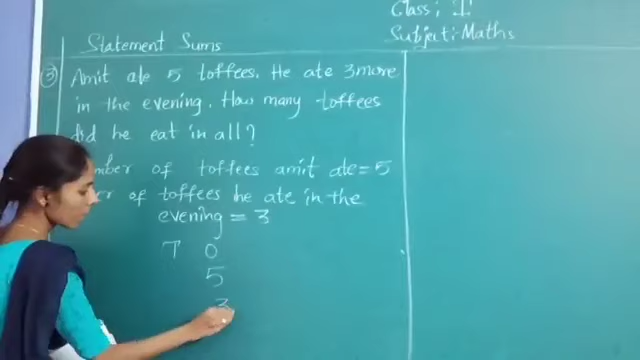 Class: I
Subject:-Maths
Statement Sums
③ Amit ate 5 toffees. He ate 3 more
in the evening. How many toffees
did he eat in all?
of toffees amit ate = 5
of toffees he ate in the
evening = 3
T O
5
3